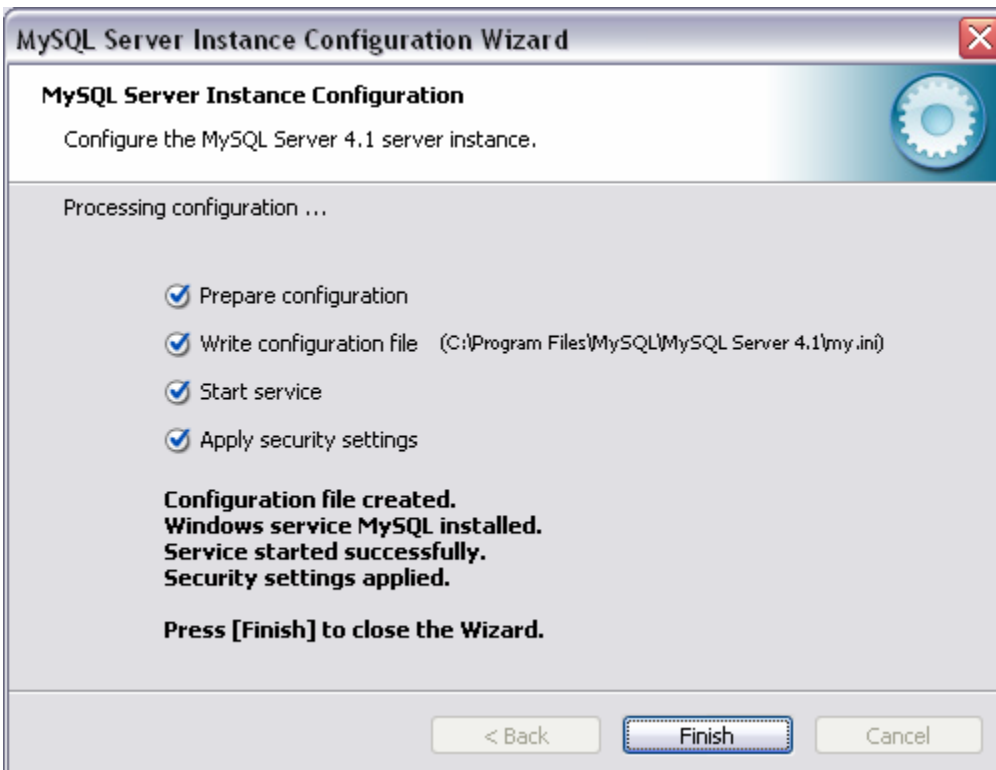 MySQL Server Instance Configuration Wizard
MySQL Server Instance Configuration
Configure the MySQL Server 4.1 server instance.
Processing configuration ...
Prepare configuration
Write configuration file (C:\Program Files\MySQL\MySQL Server 4.1\my.ini)
Start service
Apply security settings
Configuration file created.
Windows service MySQL installed.
Service started successfully.
Security settings applied.
Press [Finish] to close the Wizard.
< Back Finish Cancel